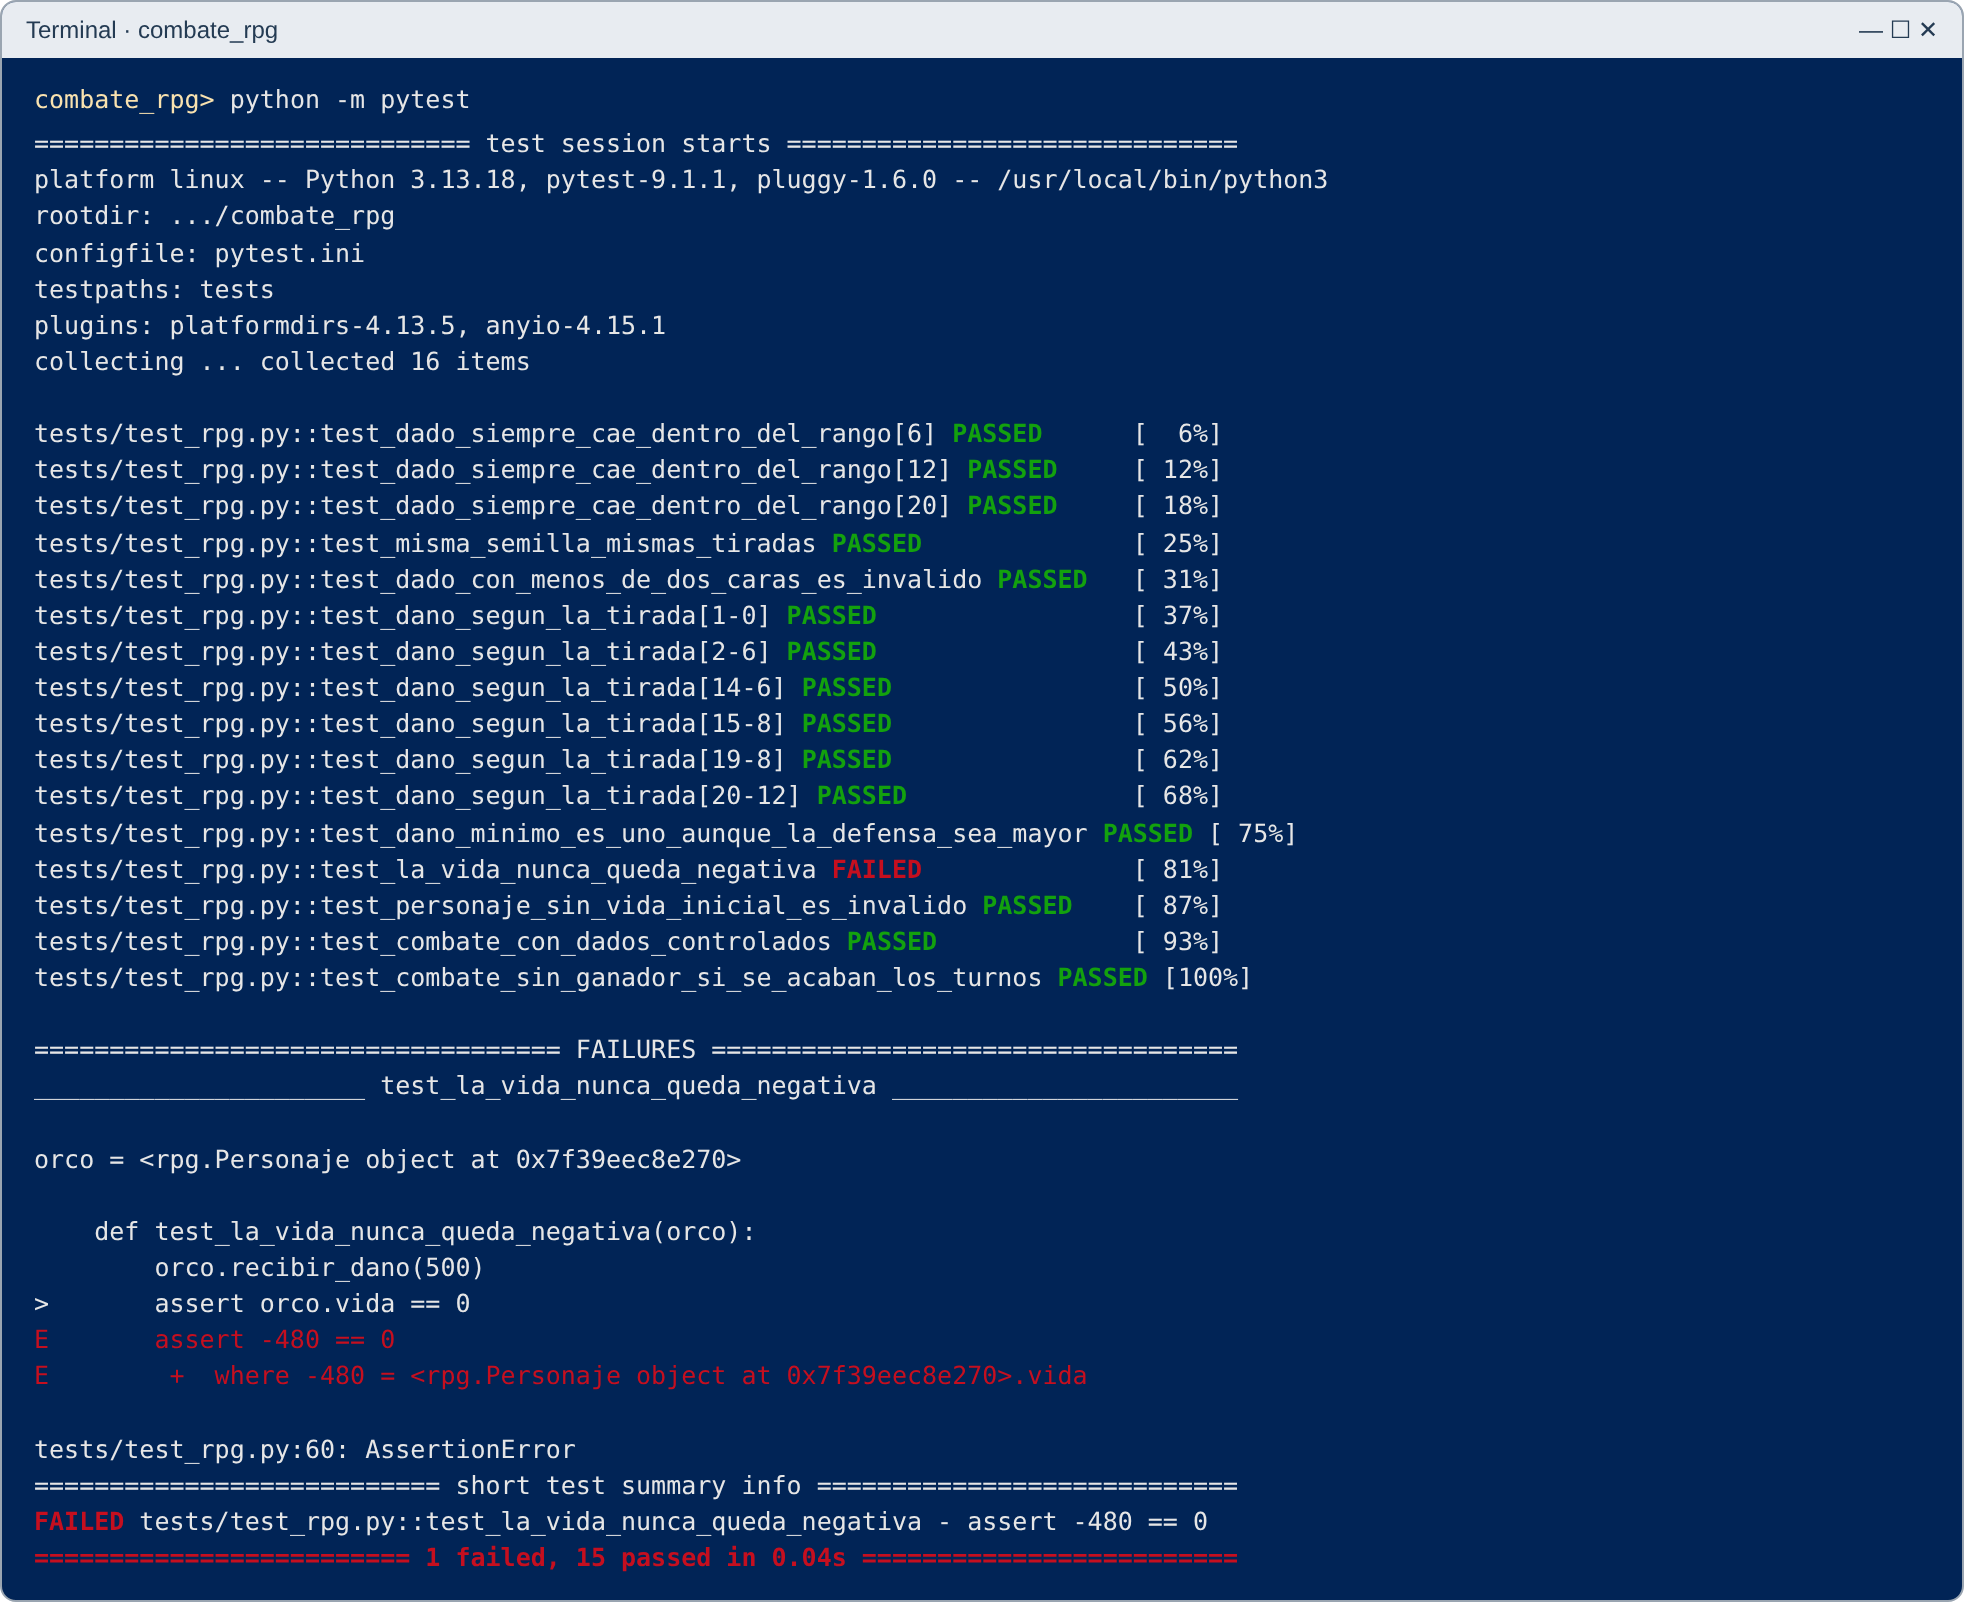 Terminal · combate_rpg — ☐ ✕
combate_rpg> python -m pytest
============================= test session starts ==============================
platform linux -- Python 3.13.18, pytest-9.1.1, pluggy-1.6.0 -- /usr/local/bin/python3
rootdir: .../combate_rpg
configfile: pytest.ini
testpaths: tests
plugins: platformdirs-4.13.5, anyio-4.15.1
collecting ... collected 16 items

tests/test_rpg.py::test_dado_siempre_cae_dentro_del_rango[6] PASSED      [  6%]
tests/test_rpg.py::test_dado_siempre_cae_dentro_del_rango[12] PASSED     [ 12%]
tests/test_rpg.py::test_dado_siempre_cae_dentro_del_rango[20] PASSED     [ 18%]
tests/test_rpg.py::test_misma_semilla_mismas_tiradas PASSED              [ 25%]
tests/test_rpg.py::test_dado_con_menos_de_dos_caras_es_invalido PASSED   [ 31%]
tests/test_rpg.py::test_dano_segun_la_tirada[1-0] PASSED                 [ 37%]
tests/test_rpg.py::test_dano_segun_la_tirada[2-6] PASSED                 [ 43%]
tests/test_rpg.py::test_dano_segun_la_tirada[14-6] PASSED                [ 50%]
tests/test_rpg.py::test_dano_segun_la_tirada[15-8] PASSED                [ 56%]
tests/test_rpg.py::test_dano_segun_la_tirada[19-8] PASSED                [ 62%]
tests/test_rpg.py::test_dano_segun_la_tirada[20-12] PASSED               [ 68%]
tests/test_rpg.py::test_dano_minimo_es_uno_aunque_la_defensa_sea_mayor PASSED [ 75%]
tests/test_rpg.py::test_la_vida_nunca_queda_negativa FAILED              [ 81%]
tests/test_rpg.py::test_personaje_sin_vida_inicial_es_invalido PASSED    [ 87%]
tests/test_rpg.py::test_combate_con_dados_controlados PASSED             [ 93%]
tests/test_rpg.py::test_combate_sin_ganador_si_se_acaban_los_turnos PASSED [100%]

=================================== FAILURES ===================================
______________________ test_la_vida_nunca_queda_negativa _______________________

orco = <rpg.Personaje object at 0x7f39eec8e270>

    def test_la_vida_nunca_queda_negativa(orco):
        orco.recibir_dano(500)
>       assert orco.vida == 0
E       assert -480 == 0
E        +  where -480 = <rpg.Personaje object at 0x7f39eec8e270>.vida

tests/test_rpg.py:60: AssertionError
=========================== short test summary info ============================
FAILED tests/test_rpg.py::test_la_vida_nunca_queda_negativa - assert -480 == 0
========================= 1 failed, 15 passed in 0.04s =========================